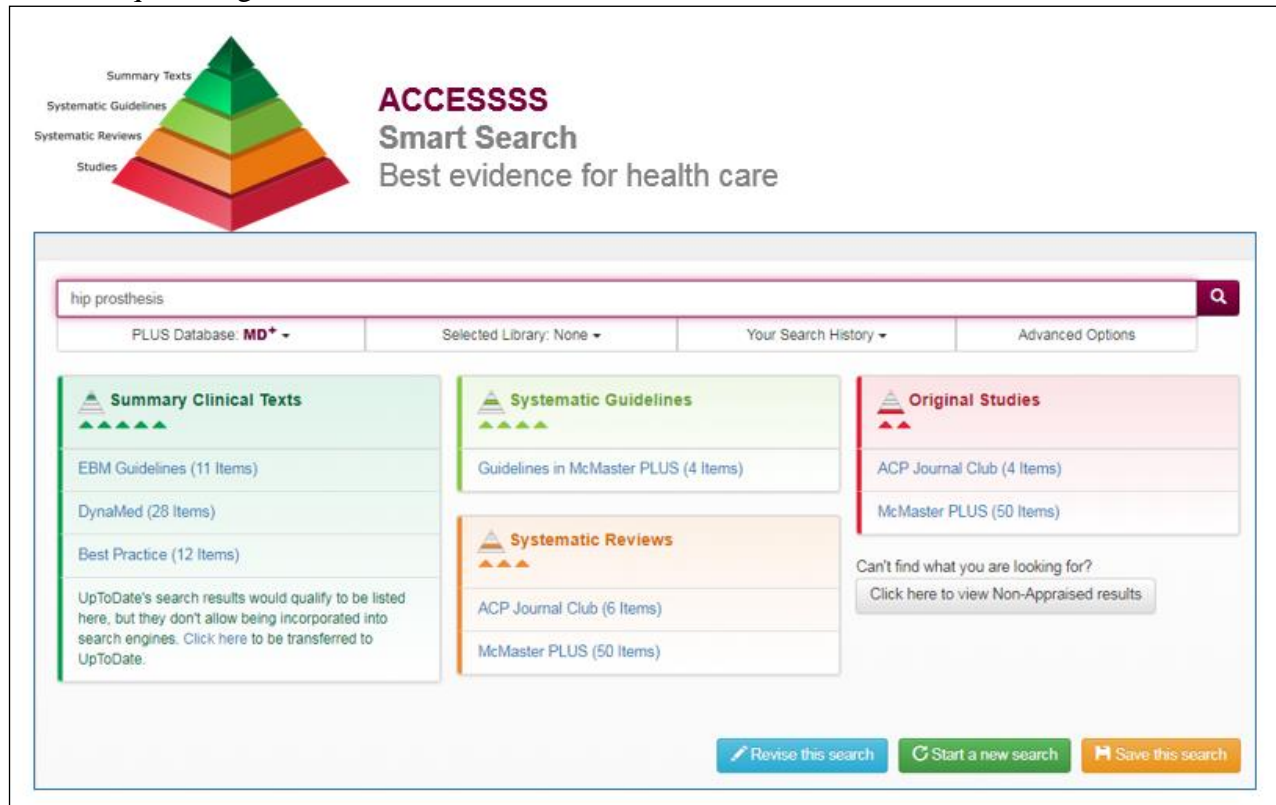 Summary Texts
Systematic Guidelines
Systematic Reviews
Studies
ACCESSSS
Smart Search
Best evidence for health care
hip prosthesis
PLUS Database: MD+
Selected Library: None
Your Search History
Advanced Options
Summary Clinical Texts
EBM Guidelines (11 Items)
DynaMed (28 Items)
Best Practice (12 Items)
UpToDate's search results would qualify to be listed
here, but they don't allow being incorporated into
search engines. Click here to be transferred to
UpToDate.
Systematic Guidelines
Guidelines in McMaster PLUS (4 Items)
Systematic Reviews
ACP Journal Club (6 Items)
McMaster PLUS (50 Items)
Original Studies
ACP Journal Club (4 Items)
McMaster PLUS (50 Items)
Can't find what you are looking for?
Click here to view Non-Appraised results
Revise this search
Start a new search
Save this search